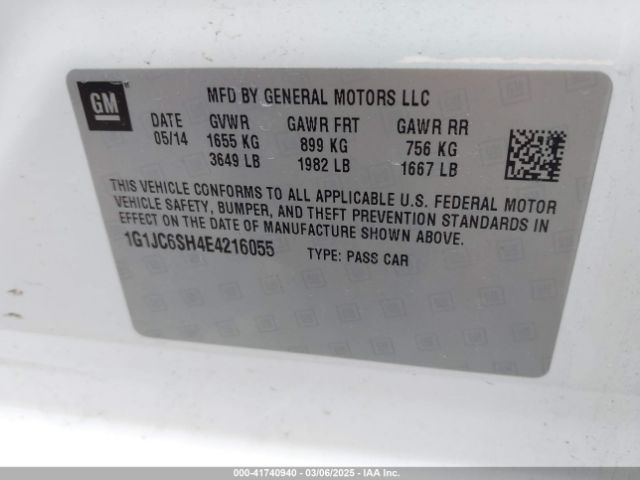 GM
MFD BY GENERAL MOTORS LLC
DATE GVWR GAWR FRT GAWR RR
05/14 1655 KG 899 KG 756 KG
3649 LB 1982 LB 1667 LB
THIS VEHICLE CONFORMS TO ALL APPLICABLE U.S. FEDERAL MOTOR
VEHICLE SAFETY, BUMPER, AND THEFT PREVENTION STANDARDS IN
EFFECT ON THE DATE OF MANUFACTURE SHOWN ABOVE.
1G1JC6SH4E4216055 TYPE: PASS CAR
000-41740940 - 03/06/2025 - IAAI.COM